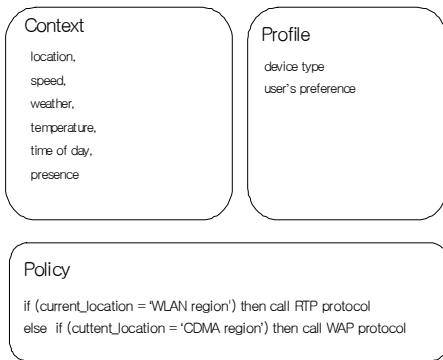 Context
location,
speed,
weather,
temperature,
time of day,
presence
Profile
device type
user's preference
Policy
if (current_location = 'WLAN region') then call RTP protocol
else if (cuttent_location = 'CDMA region') then call WAP protocol